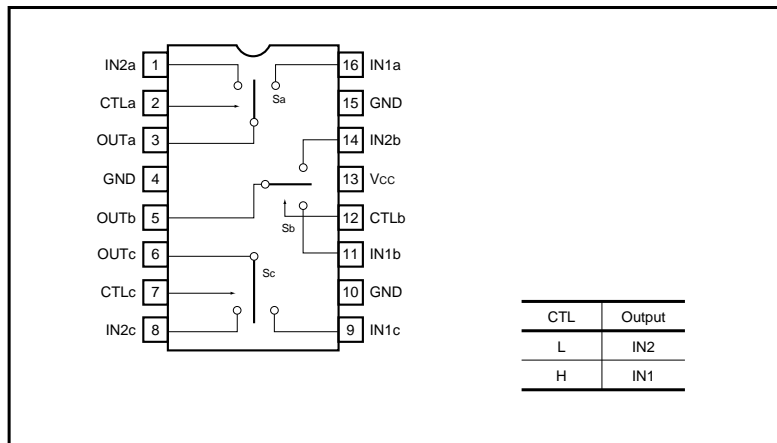 IN2a 1 16 IN1a
Sa
CTLa 2 15 GND
OUTa 3 14 IN2b
GND 4 13 Vcc
OUTb 5 12 CTLb
Sb
OUTc 6 11 IN1b
Sc
CTLc 7 10 GND
IN2c 8 9 IN1c
CTL Output
L IN2
H IN1